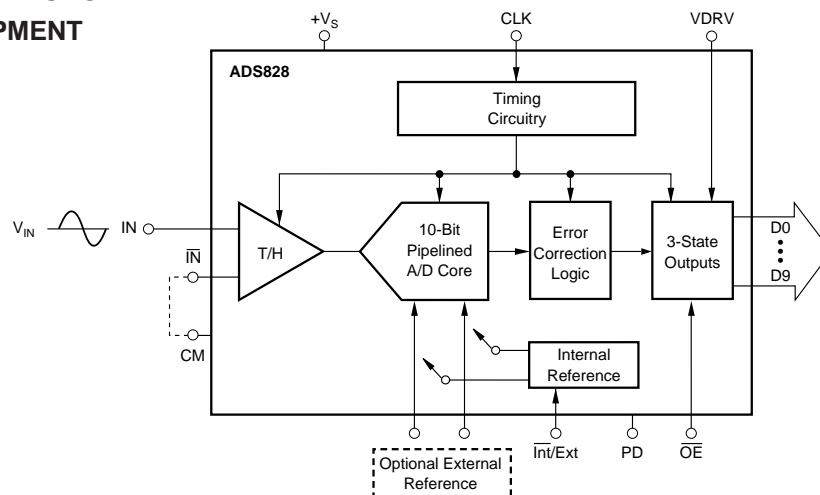 PMENT
+VS
CLK
VDRV
ADS828
Timing
Circuitry
VIN
IN
IN
CM
T/H
10-Bit
Pipelined
A/D Core
Error
Correction
Logic
3-State
Outputs
D0
D9
Internal
Reference
Optional External
Reference
Int/Ext
PD
OE